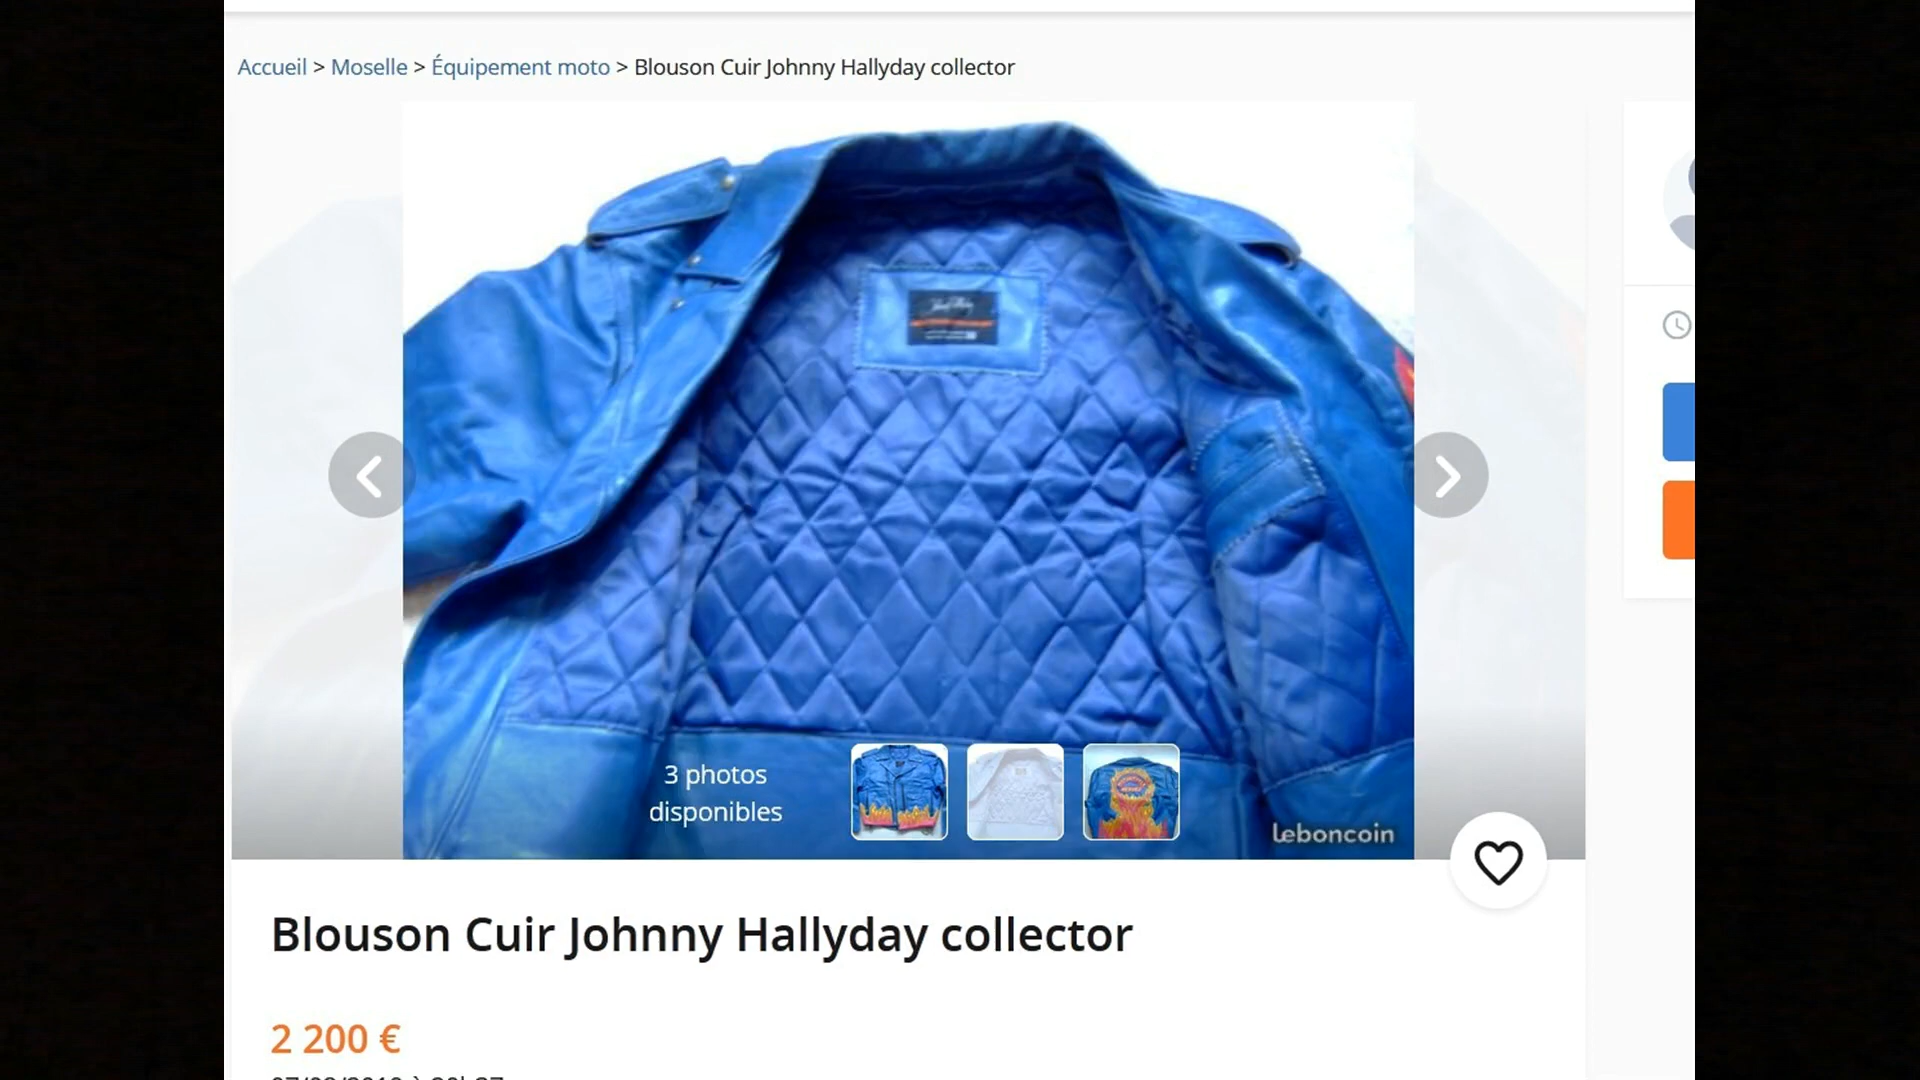 Accueil > Moselle > Équipement moto > Blouson Cuir Johnny Hallyday collector
3 photos
disponibles
leboncoin
Blouson Cuir Johnny Hallyday collector
2 200 €